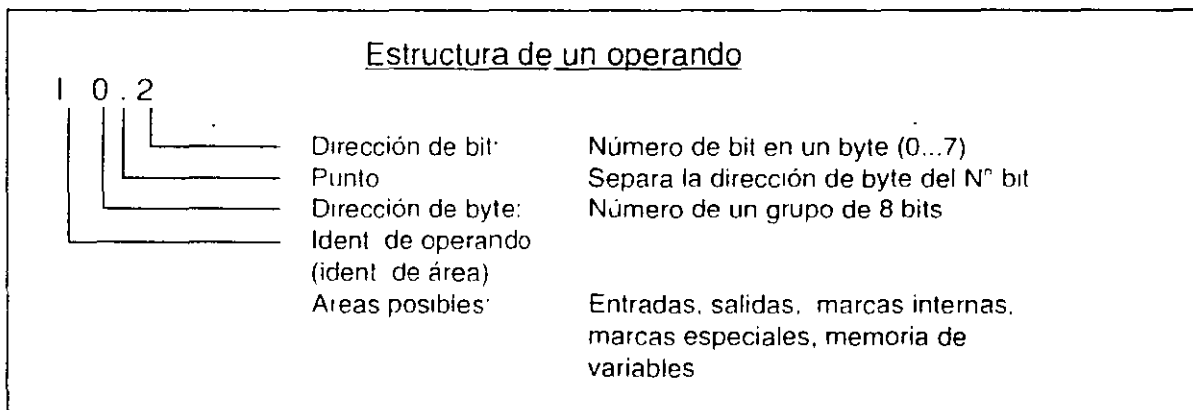 Estructura de un operando
I 0 . 2
Dirección de bit: Número de bit en un byte (0...7)
Punto Separa la dirección de byte del Nº bit
Dirección de byte: Número de un grupo de 8 bits
Ident de operando
(ident de área)
Areas posibles: Entradas, salidas, marcas internas,
marcas especiales, memoria de
variables